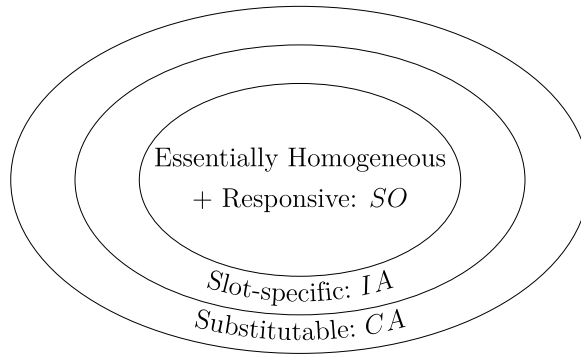 Essentially Homogeneous
+ Responsive: SO
Slot-specific: IA
Substitutable: CA